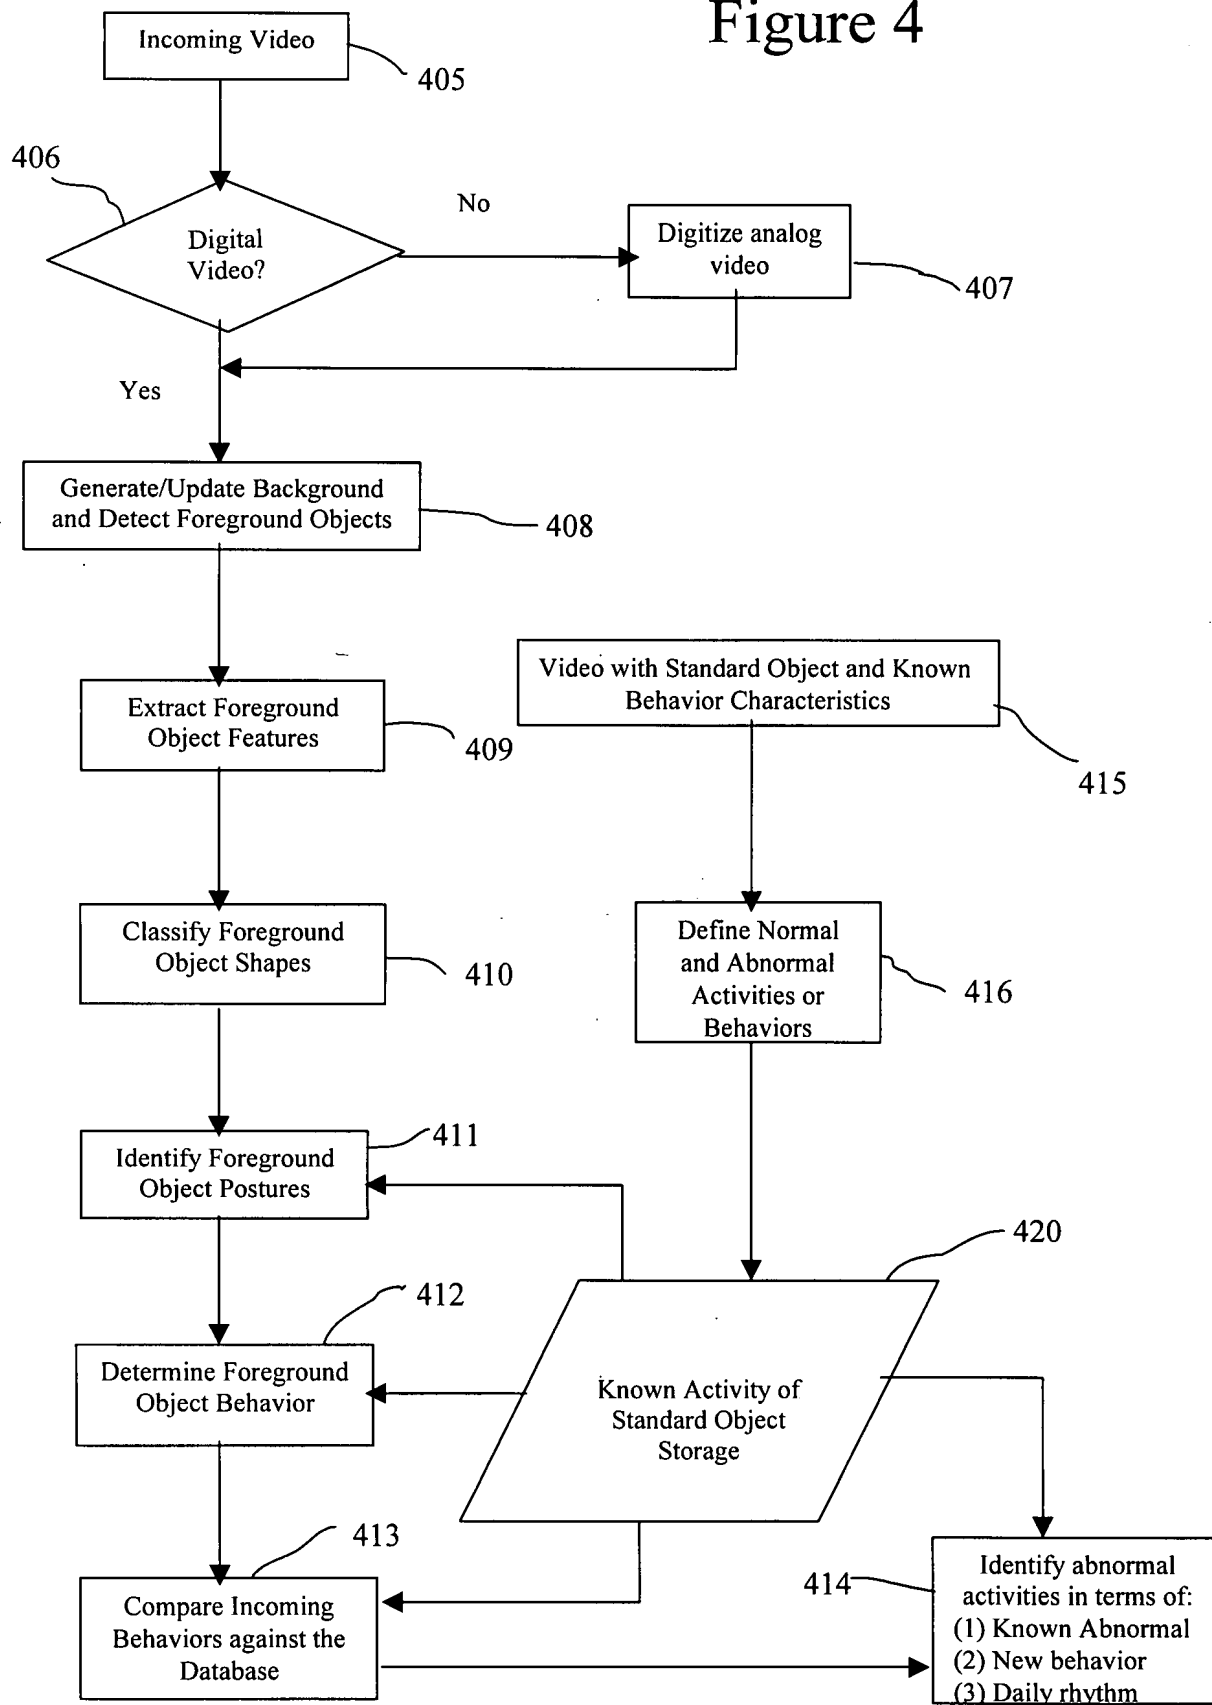 Figure 4
Incoming Video
405
406
Digital
Video?
No
Digitize analog
video
407
Yes
Generate/Update Background
and Detect Foreground Objects
408
Extract Foreground
Object Features
409
Video with Standard Object and Known
Behavior Characteristics
415
Classify Foreground
Object Shapes
410
Define Normal
and Abnormal
Activities or
Behaviors
416
Identify Foreground
Object Postures
411
420
Determine Foreground
Object Behavior
412
Known Activity of
Standard Object
Storage
Compare Incoming
Behaviors against the
Database
413
414
Identify abnormal
activities in terms of:
(1) Known Abnormal
(2) New behavior
(3) Daily rhythm